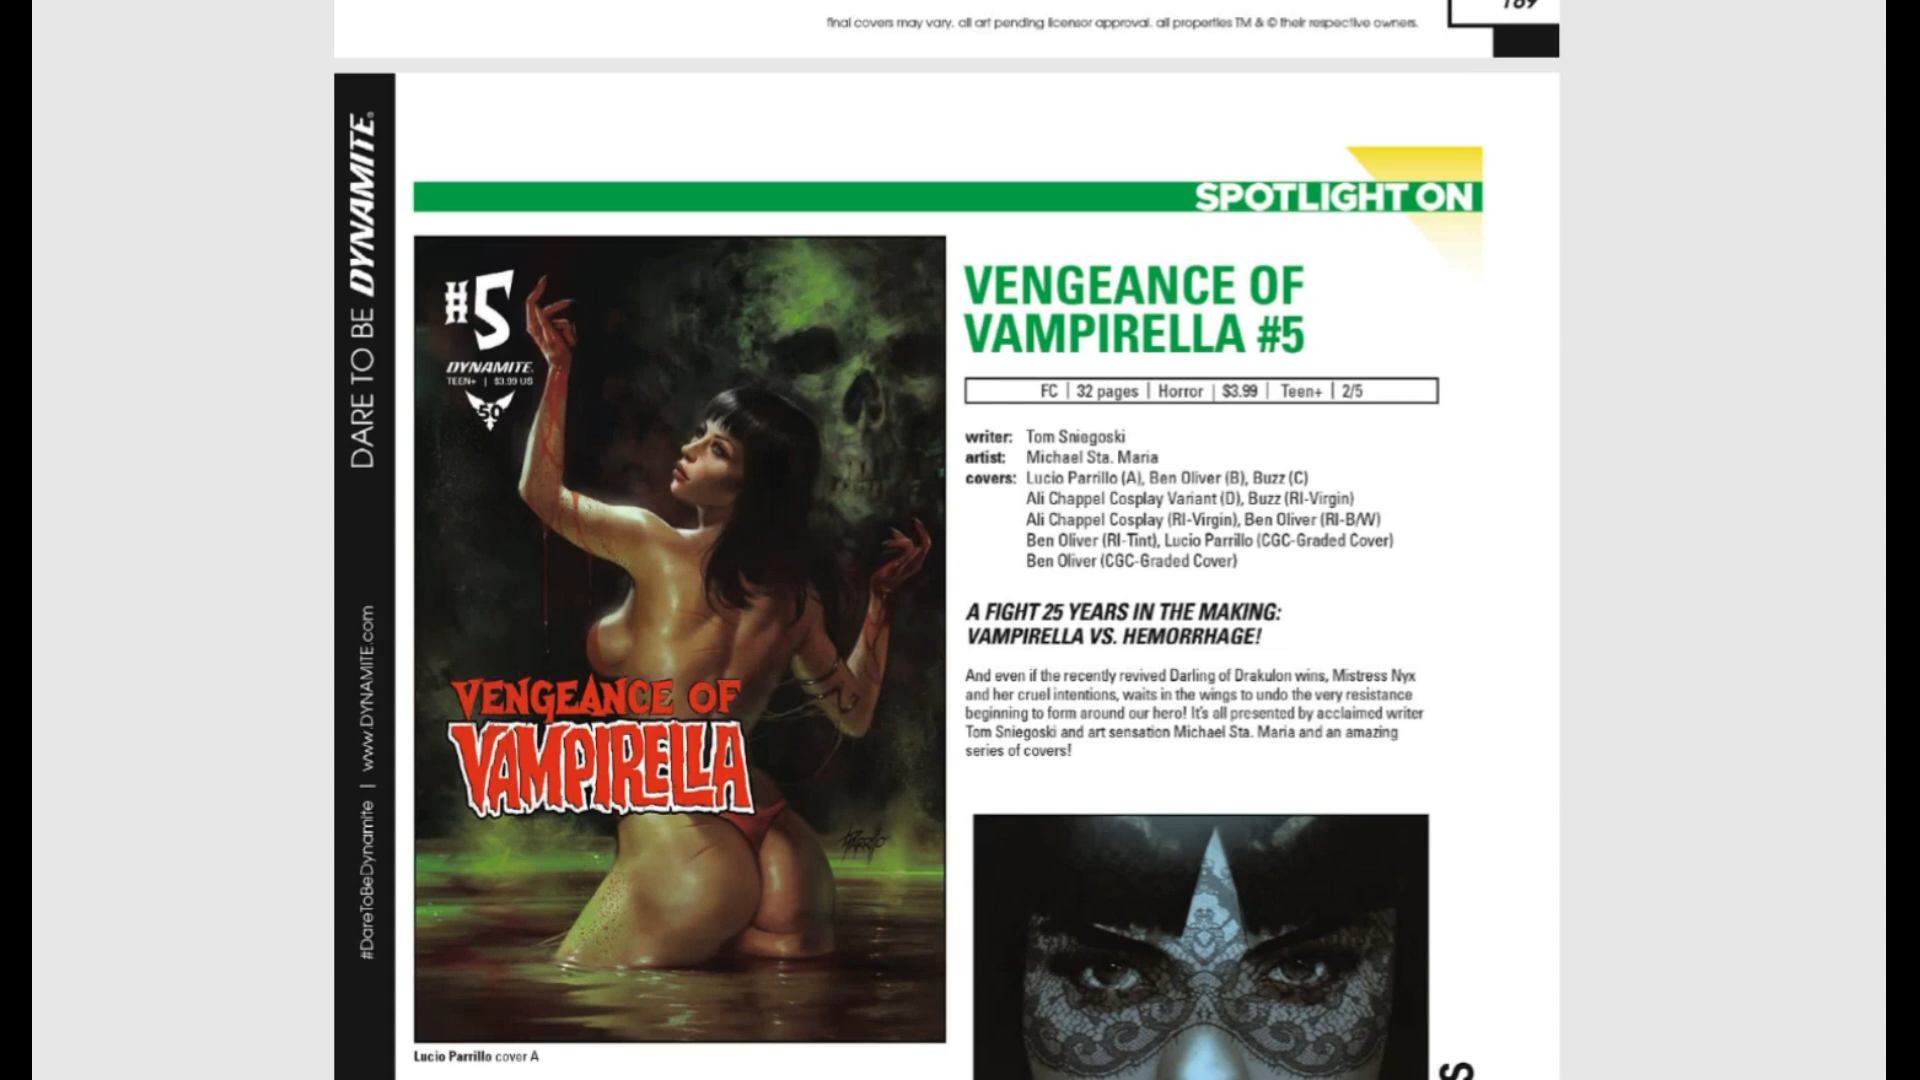 final covers may vary. all art pending licensor approval. all properties TM & © their respective owners.
169
DARE TO BE DYNAMITE.
#DareToBeDynamite | www.DYNAMITE.com
SPOTLIGHT ON
#5
DYNAMITE.
TEEN+ | $3.99 US
50
VENGEANCE OF
VAMPIRELLA
Parrillo
Lucio Parrillo cover A
VENGEANCE OF
VAMPIRELLA #5
FC | 32 pages | Horror | $3.99 | Teen+ | 2/5
writer: Tom Sniegoski
artist: Michael Sta. Maria
covers: Lucio Parrillo (A), Ben Oliver (B), Buzz (C)
Ali Chappel Cosplay Variant (D), Buzz (RI-Virgin)
Ali Chappel Cosplay (RI-Virgin), Ben Oliver (RI-B/W)
Ben Oliver (RI-Tint), Lucio Parrillo (CGC-Graded Cover)
Ben Oliver (CGC-Graded Cover)
A FIGHT 25 YEARS IN THE MAKING:
VAMPIRELLA VS. HEMORRHAGE!
And even if the recently revived Darling of Drakulon wins, Mistress Nyx
and her cruel intentions, waits in the wings to undo the very resistance
beginning to form around our hero! It's all presented by acclaimed writer
Tom Sniegoski and art sensation Michael Sta. Maria and an amazing
series of covers!